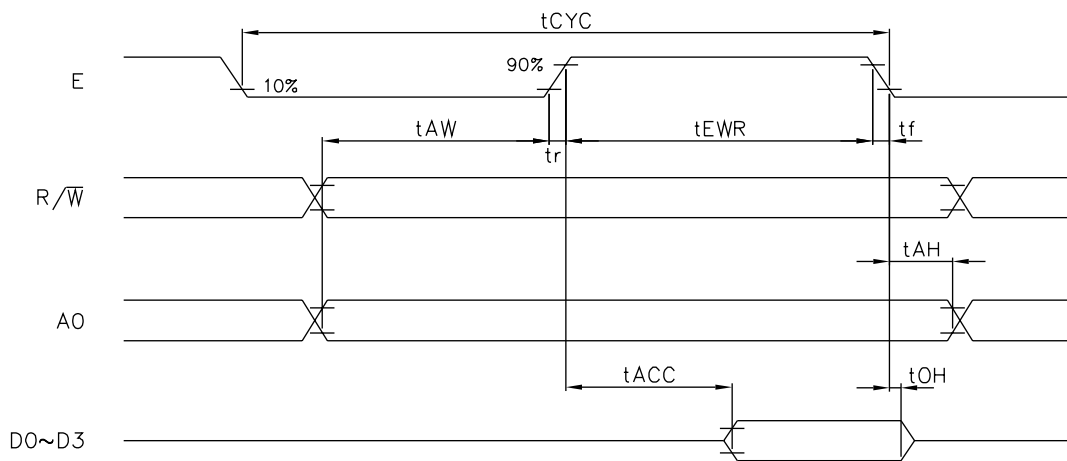 tCYC
E
10%
90%
tAW
tr
tEWR
tf
R/W̅
tAH
A0
tACC
tOH
D0~D3